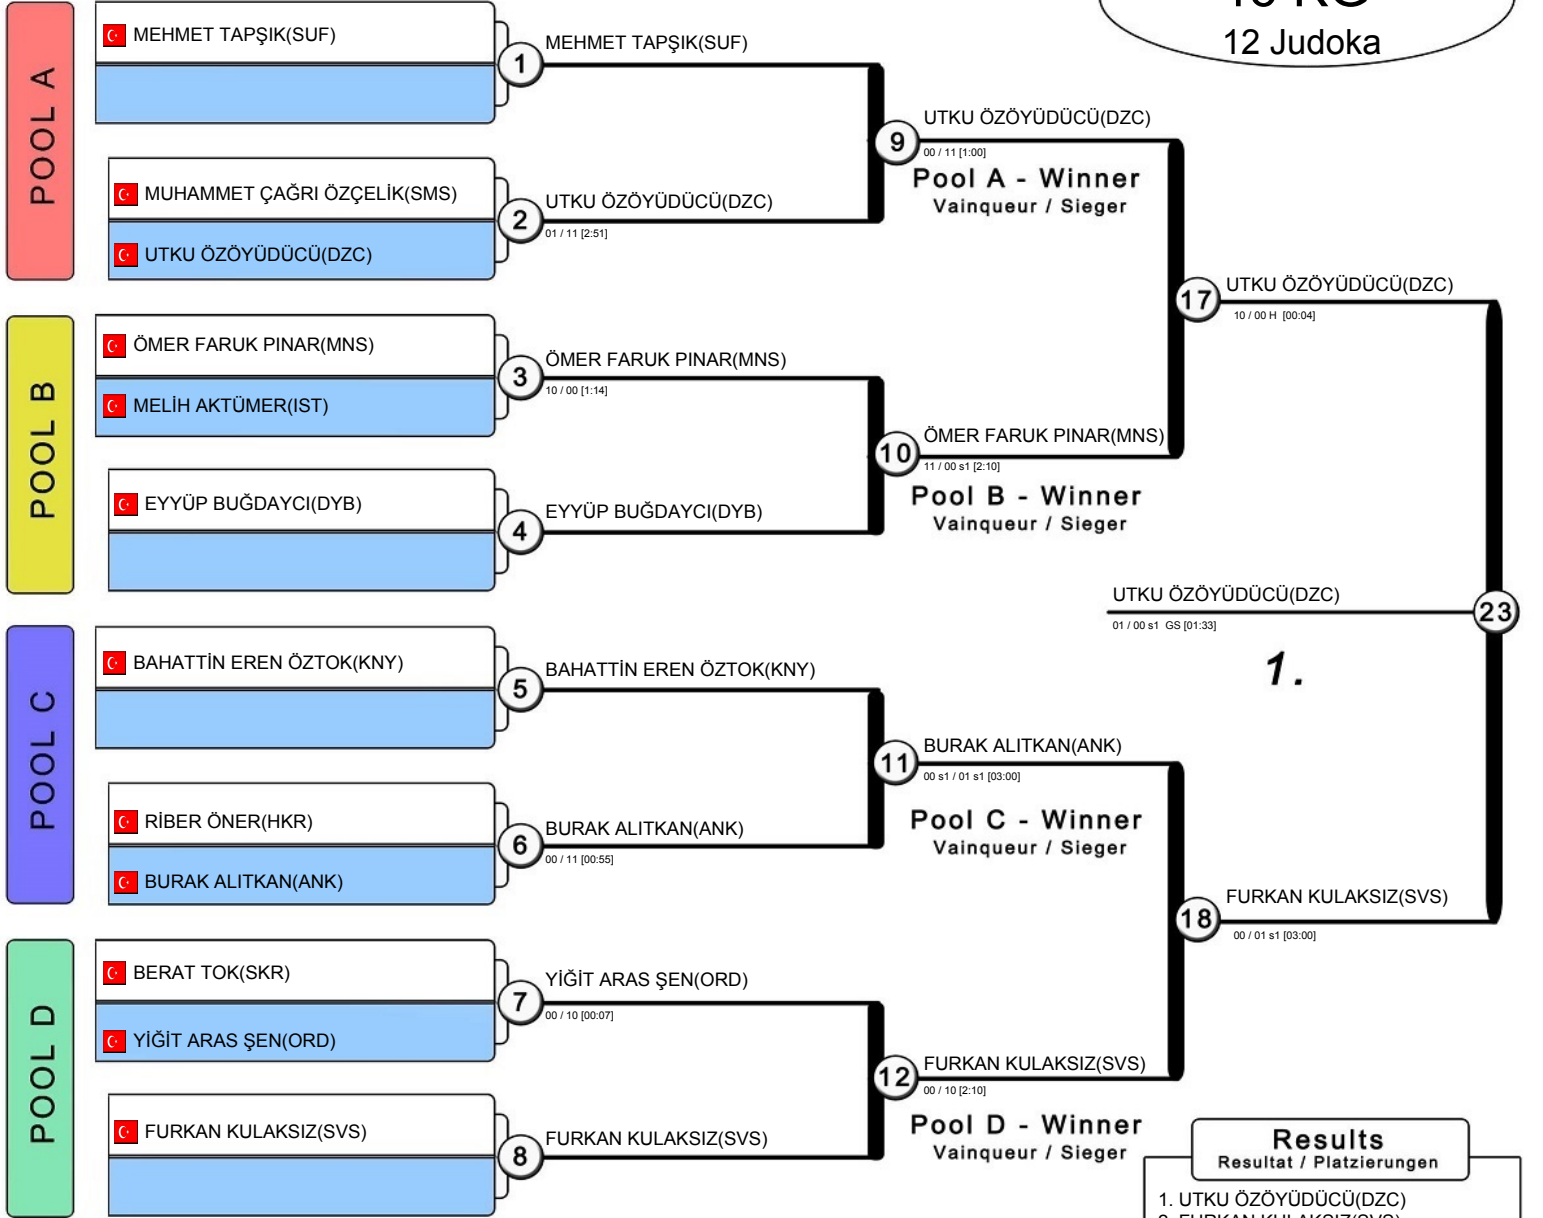 12 Judoka
POOL A
MEHMET TAPŞIK(SUF)
1
MEHMET TAPŞIK(SUF)
MUHAMMET ÇAĞRI ÖZÇELİK(SMS)
UTKU ÖZÖYÜDÜCÜ(DZC)
2
UTKU ÖZÖYÜDÜCÜ(DZC)
01 / 11 [2:51]
9
UTKU ÖZÖYÜDÜCÜ(DZC)
00 / 11 [1:00]
Pool A - Winner
Vainqueur / Sieger
POOL B
ÖMER FARUK PINAR(MNS)
MELİH AKTÜMER(IST)
3
ÖMER FARUK PINAR(MNS)
10 / 00 [1:14]
EYYÜP BUĞDAYCI(DYB)
4
EYYÜP BUĞDAYCI(DYB)
10
ÖMER FARUK PINAR(MNS)
11 / 00 s1 [2:10]
Pool B - Winner
Vainqueur / Sieger
17
UTKU ÖZÖYÜDÜCÜ(DZC)
10 / 00 H [00:04]
UTKU ÖZÖYÜDÜCÜ(DZC)
23
01 / 00 s1 GS [01:33]
1.
POOL C
BAHATTİN EREN ÖZTOK(KNY)
5
BAHATTİN EREN ÖZTOK(KNY)
RİBER ÖNER(HKR)
BURAK ALITKAN(ANK)
6
BURAK ALITKAN(ANK)
00 / 11 [00:55]
11
BURAK ALITKAN(ANK)
00 s1 / 01 s1 [03:00]
Pool C - Winner
Vainqueur / Sieger
18
FURKAN KULAKSIZ(SVS)
00 / 01 s1 [03:00]
POOL D
BERAT TOK(SKR)
YİĞİT ARAS ŞEN(ORD)
7
YİĞİT ARAS ŞEN(ORD)
00 / 10 [00:07]
FURKAN KULAKSIZ(SVS)
8
FURKAN KULAKSIZ(SVS)
12
FURKAN KULAKSIZ(SVS)
00 / 10 [2:10]
Pool D - Winner
Vainqueur / Sieger
Results
Resultat / Platzierungen
1. UTKU ÖZÖYÜDÜCÜ(DZC)